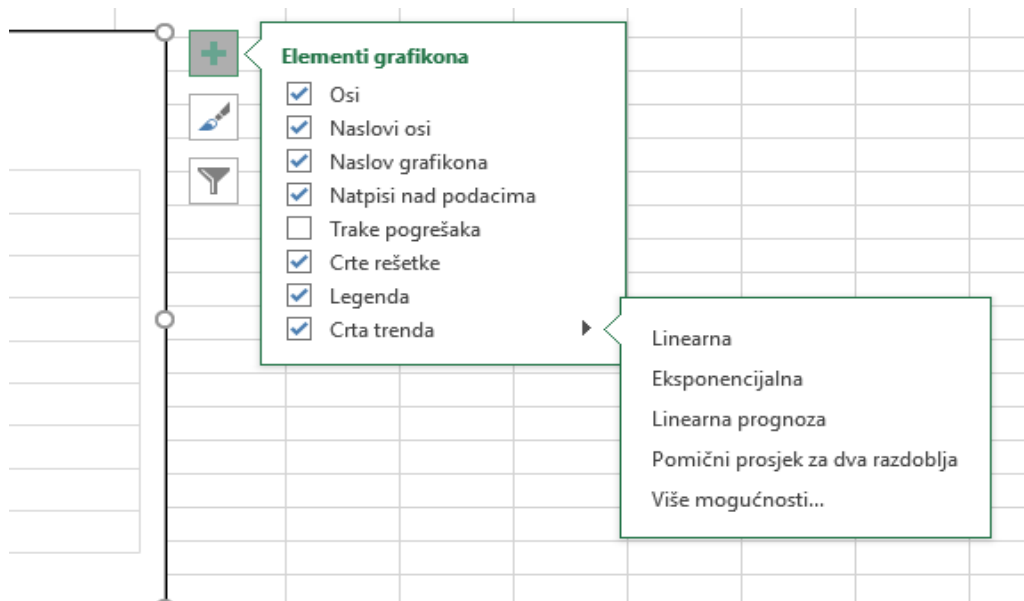 Elementi grafikona
Osi
Naslovi osi
Naslov grafikona
Natpisi nad podacima
Trake pogrešaka
Crte rešetke
Legenda
Crta trenda
Linearna
Eksponencijalna
Linearna prognoza
Pomični prosjek za dva razdoblja
Više mogućnosti...